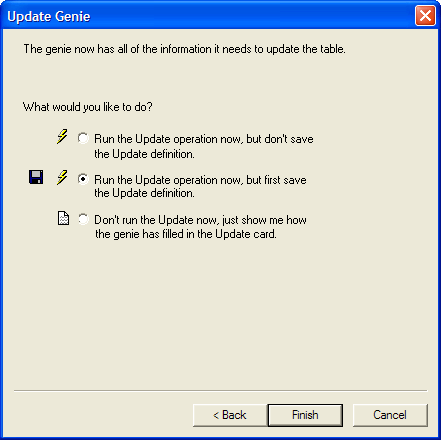 Update Genie
The genie now has all of the information it needs to update the table.
What would you like to do?
Run the Update operation now, but don't save
the Update definition.
Run the Update operation now, but first save
the Update definition.
Don't run the Update now, just show me how
the genie has filled in the Update card.
< Back
Finish
Cancel